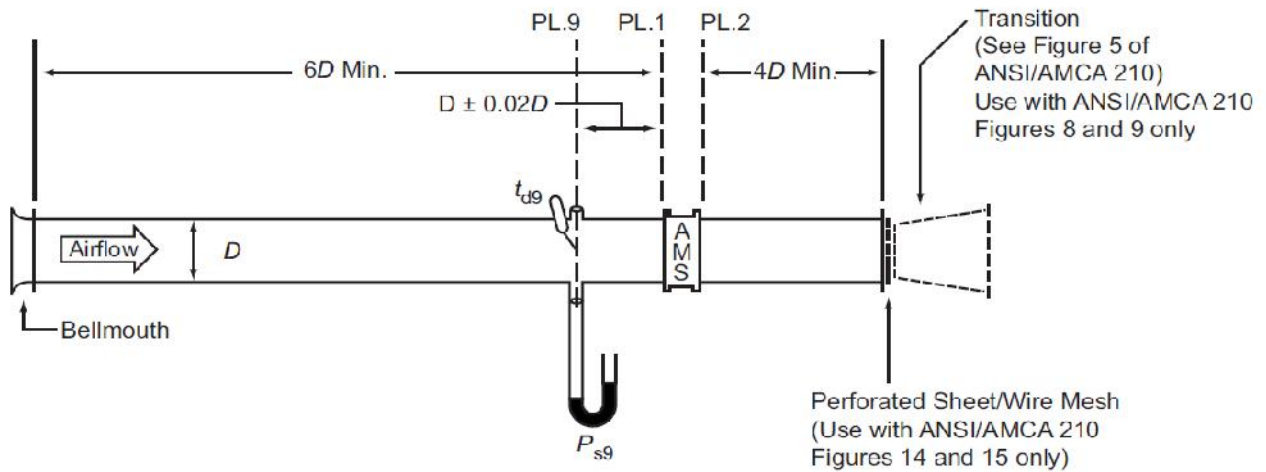 PL.9
PL.1
PL.2
6D Min.
4D Min.
D ± 0.02D
Transition
(See Figure 5 of
ANSI/AMCA 210)
Use with ANSI/AMCA 210
Figures 8 and 9 only
td9
Airflow
D
AMS
Bellmouth
Ps9
Perforated Sheet/Wire Mesh
(Use with ANSI/AMCA 210
Figures 14 and 15 only)